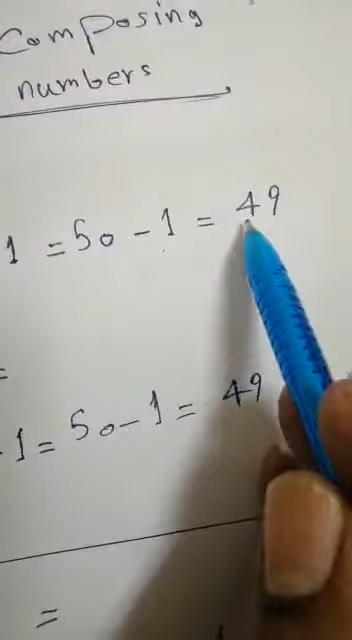 Composing
numbers
1 = 50 - 1 = 49
=
- 1 = 50 - 1 = 49
=